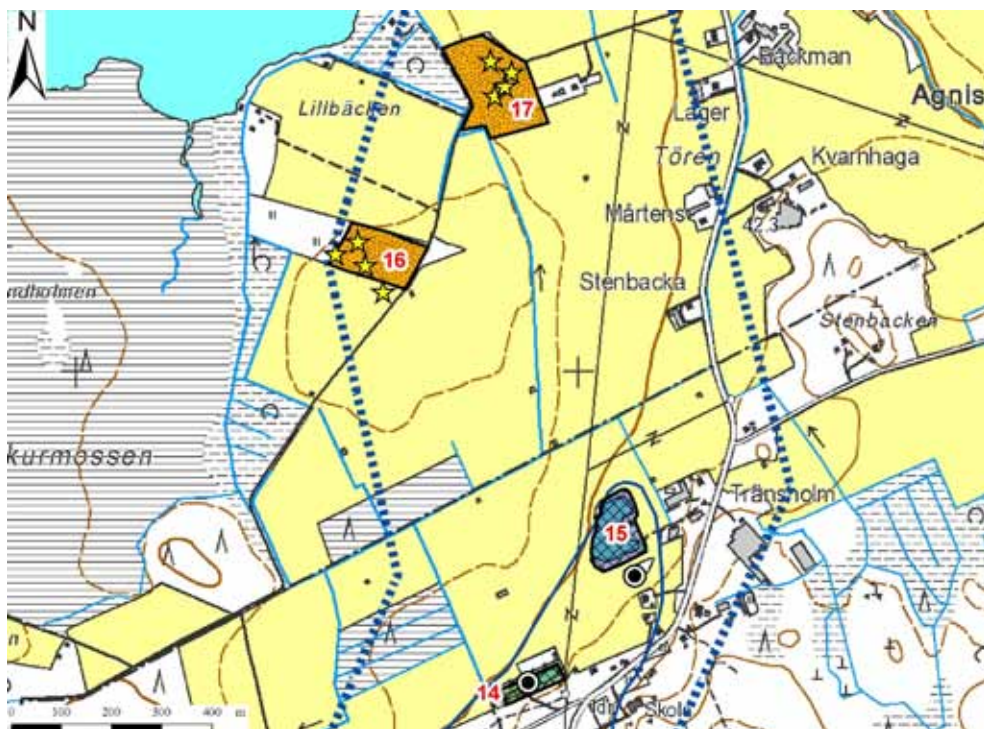 N
Backman
17
Agnis
Lillbäcken
Lager
Tören
Kvarnhaga
Mårtens
42.3
16
Stenbacka
ndholmen
Stenbacken
kurmossen
Tränsholm
15
14
Skola
0 100 200 300 400 m